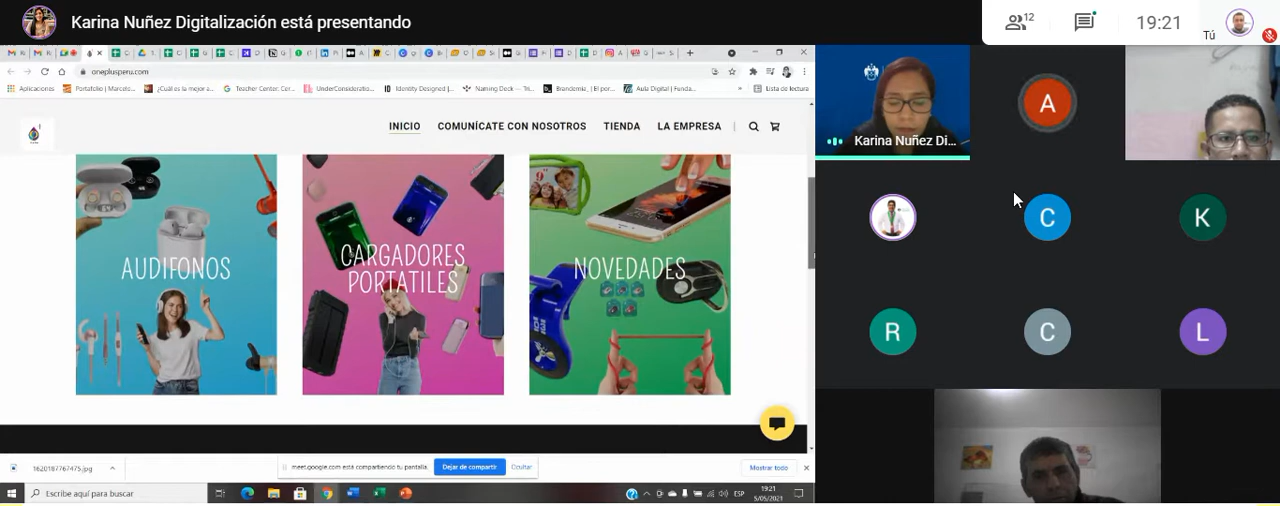 Karina Nuñez Digitalización está presentando
12
19:21
Tú
oneplusperu.com
Aplicaciones
Portafolio | Marcelo...
¿Cuál es la mejor a...
Teacher Center: Cer...
UnderConsideratio...
Identity Designed |...
Naming Deck — Tri...
Brandemia_ | El por...
Aula Digital | Funda...
»
Lista de lectura
INICIO
COMUNÍCATE CON NOSOTROS
TIENDA
LA EMPRESA
AUDIFONOS
CARGADORES
PORTATILES
NOVEDADES
Karina Nuñez Di...
A
C
K
R
C
L
1620187767475.jpg
meet.google.com está compartiendo tu pantalla.
Dejar de compartir
Ocultar
Mostrar todo
Escribe aquí para buscar
ESP
19:21
5/05/2021